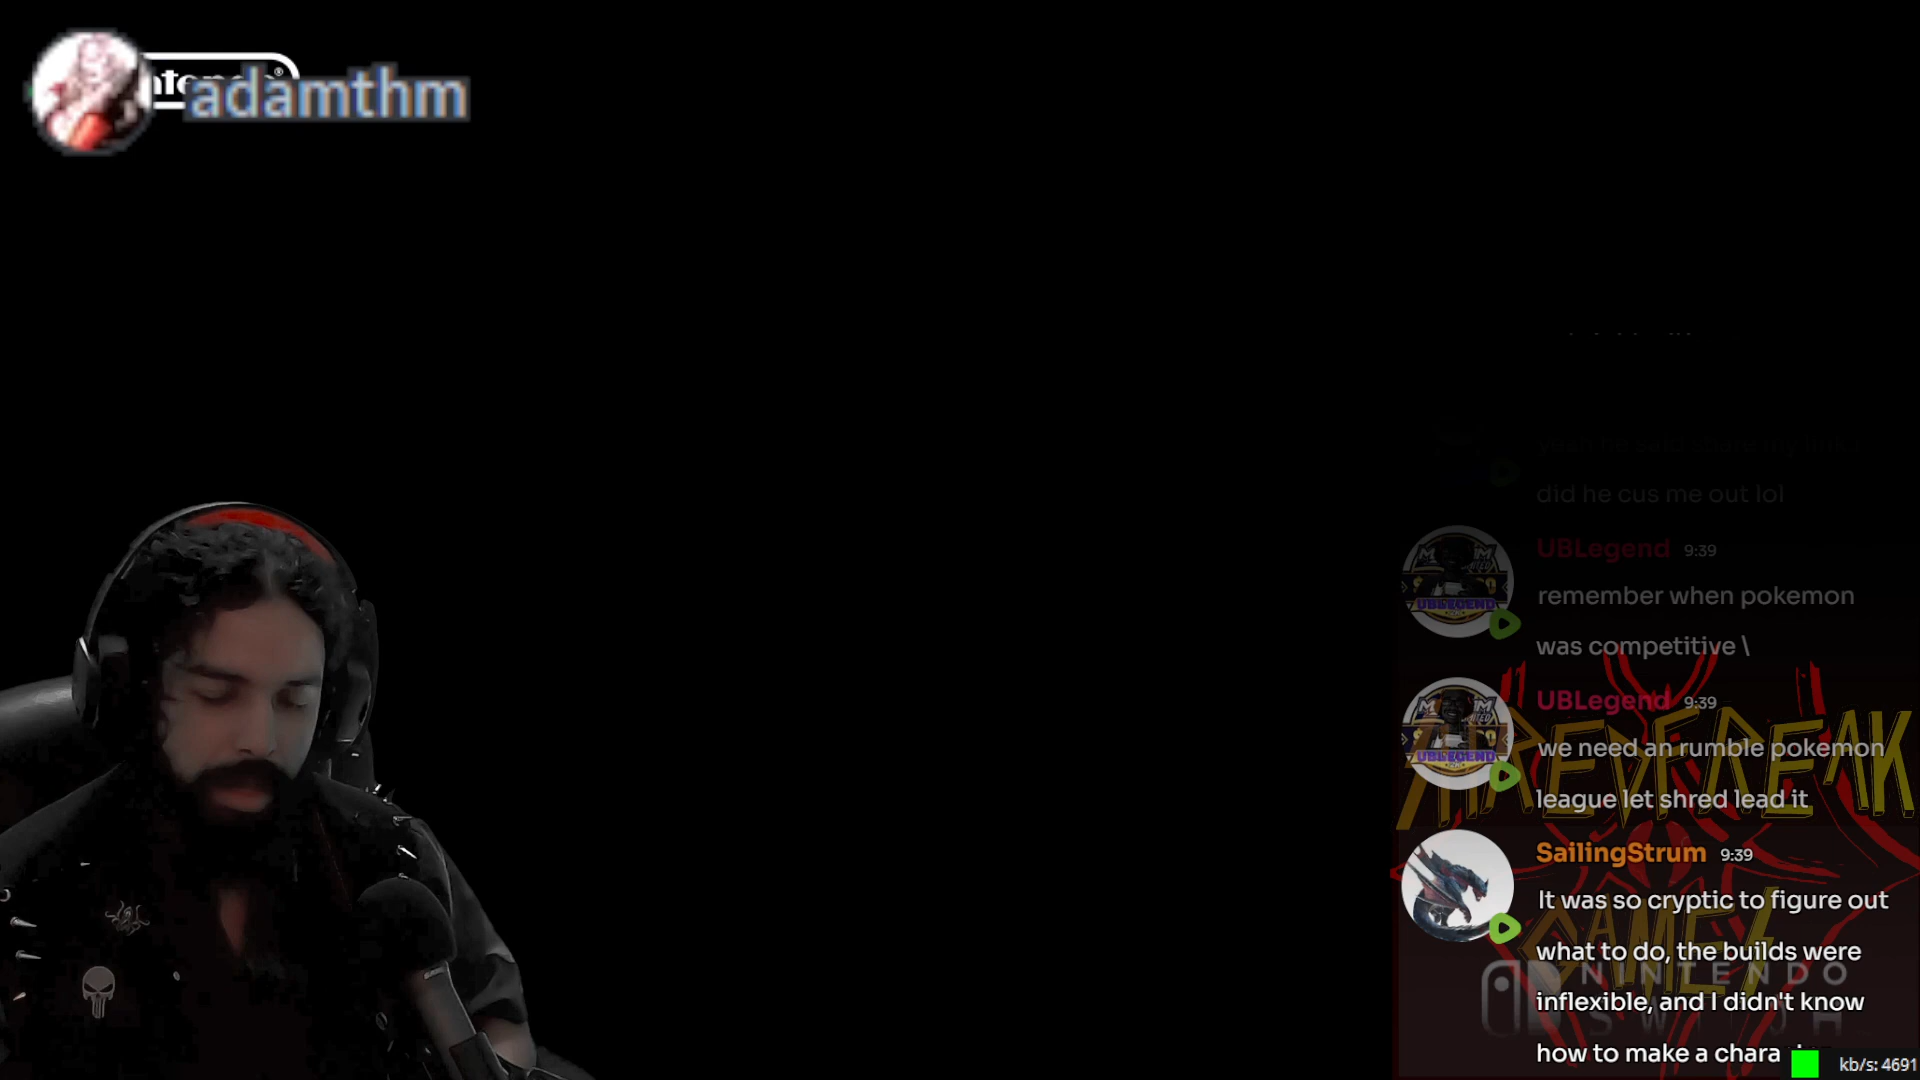 adamthm
did he cus me out lol
UBLegend 9:39
remember when pokemon
was competitive \
UBLegend 9:39
we need an rumble pokemon
league let shred lead it
SailingStrum 9:39
It was so cryptic to figure out
what to do, the builds were
inflexible, and I didn't know
how to make a chara
NINTENDO
GAMES
kb/s: 4691